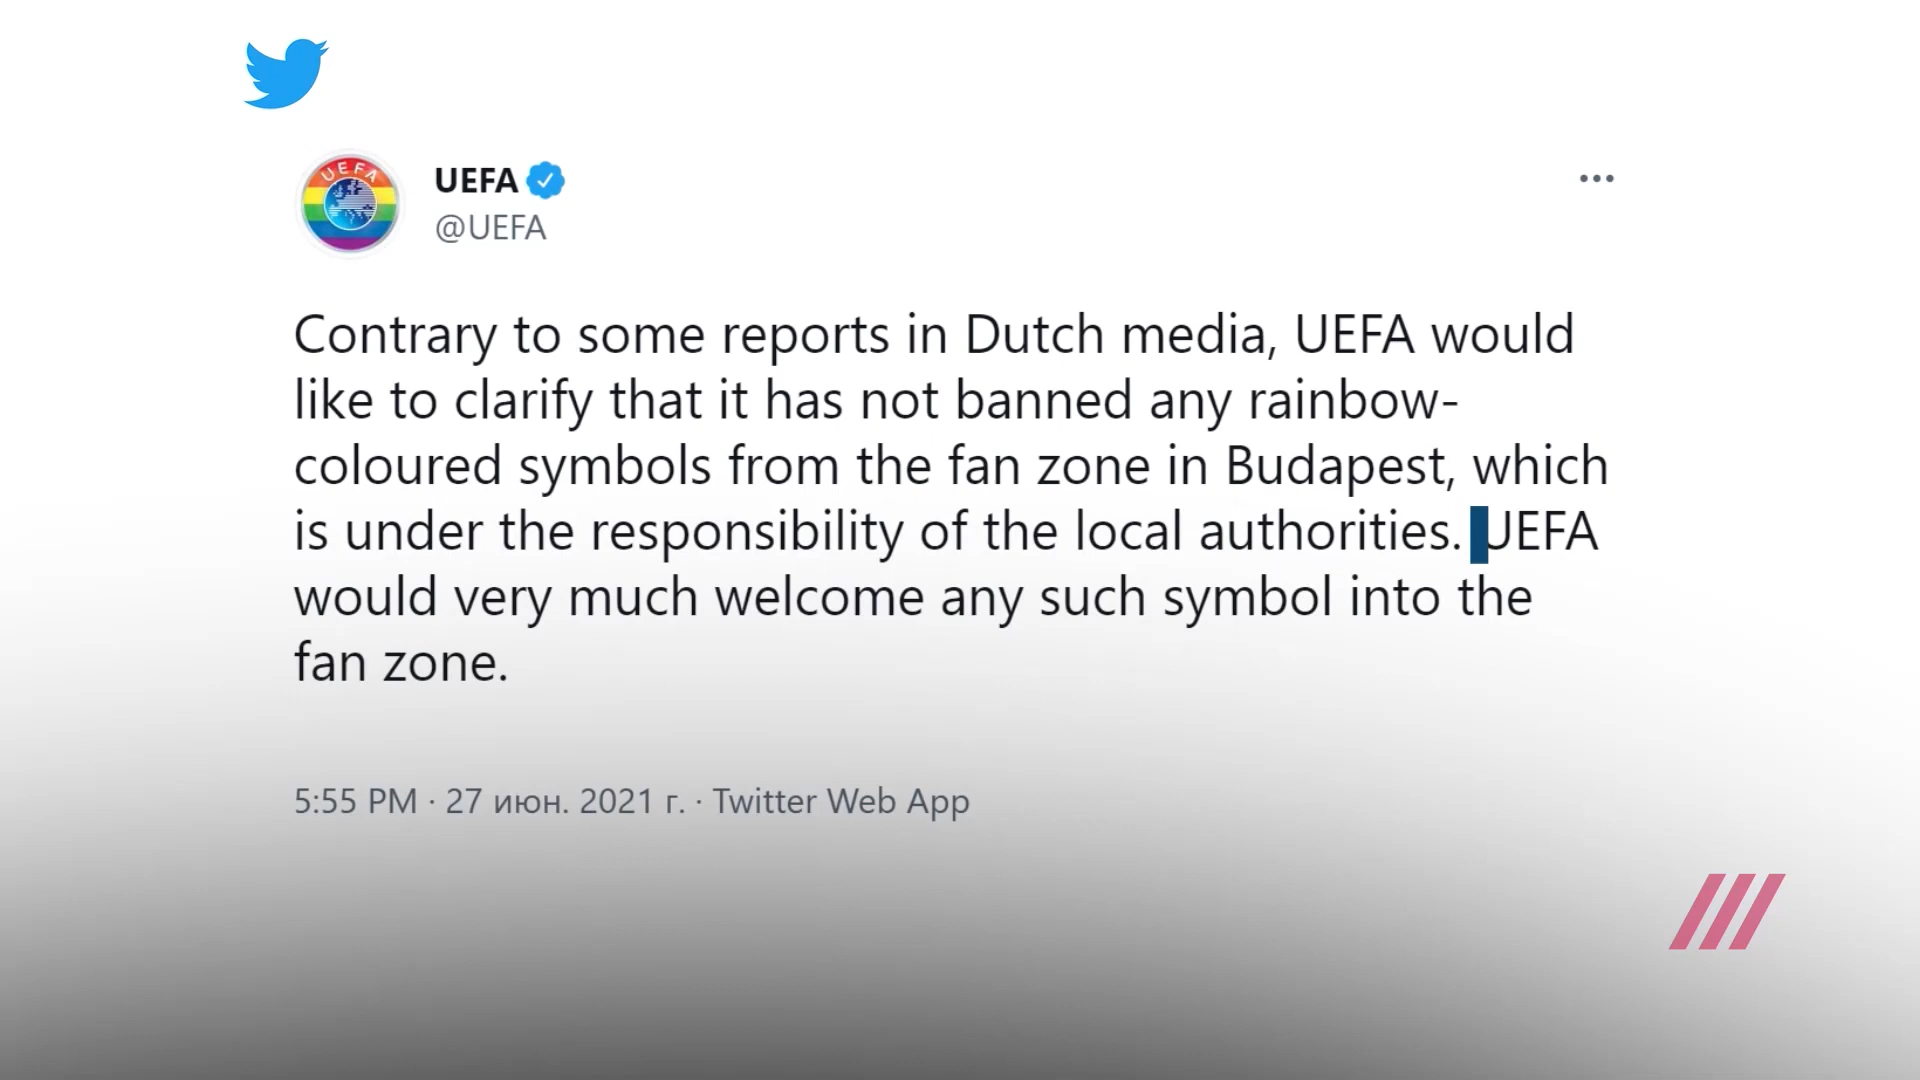 UEFA
UEFA
@UEFA
Contrary to some reports in Dutch media, UEFA would
like to clarify that it has not banned any rainbow-
coloured symbols from the fan zone in Budapest, which
is under the responsibility of the local authorities. UEFA
would very much welcome any such symbol into the
fan zone.
5:55 PM · 27 июн. 2021 г. · Twitter Web App